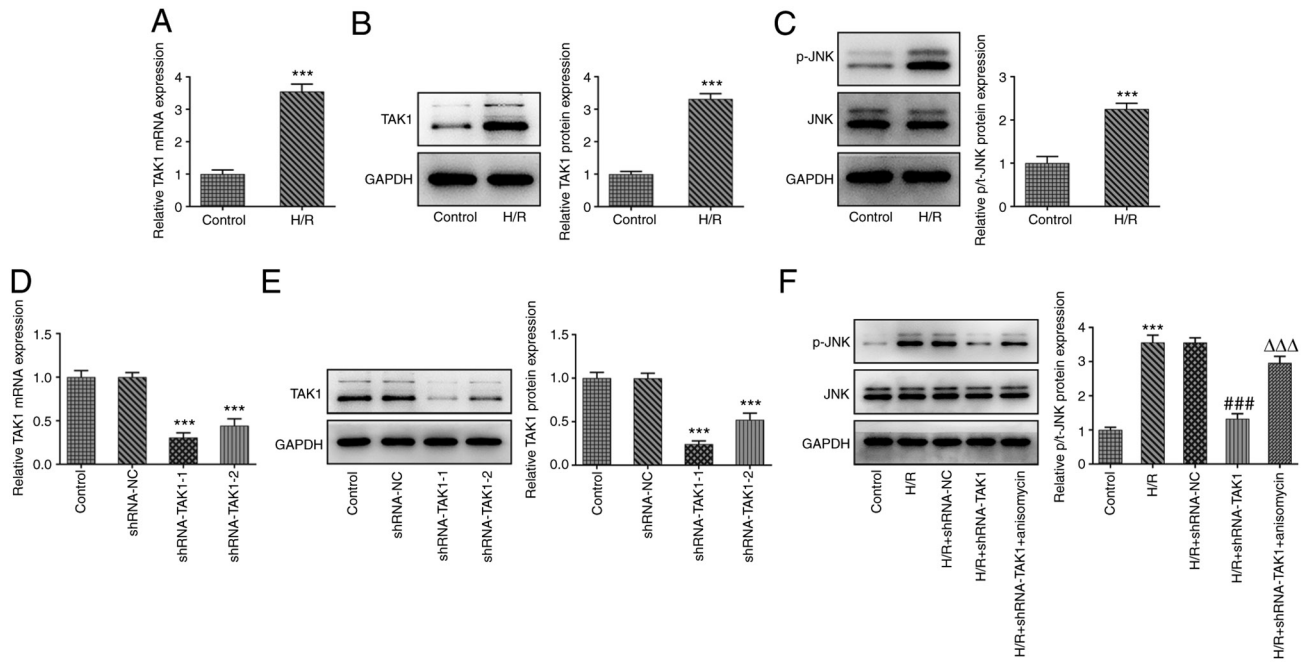 A
Relative TAK1 mRNA expression
4
3
2
1
0
***
Control
H/R
B
TAK1
GAPDH
Control
H/R
Relative TAK1 protein expression
4
3
2
1
0
***
Control
H/R
C
p-JNK
JNK
GAPDH
Control
H/R
Relative p/t-JNK protein expression
3
2
1
0
***
Control
H/R
D
Relative TAK1 mRNA expression
1.5
1.0
0.5
0.0
***
***
Control
shRNA-NC
shRNA-TAK1-1
shRNA-TAK1-2
E
TAK1
GAPDH
Control
shRNA-NC
shRNA-TAK1-1
shRNA-TAK1-2
Relative TAK1 protein expression
1.5
1.0
0.5
0.0
***
***
Control
shRNA-NC
shRNA-TAK1-1
shRNA-TAK1-2
F
p-JNK
JNK
GAPDH
Control
H/R
H/R+shRNA-NC
H/R+shRNA-TAK1
H/R+shRNA-TAK1+anisomycin
Relative p/t-JNK protein expression
4
3
2
1
0
***
###
ΔΔΔ
Control
H/R
H/R+shRNA-NC
H/R+shRNA-TAK1
H/R+shRNA-TAK1+anisomycin